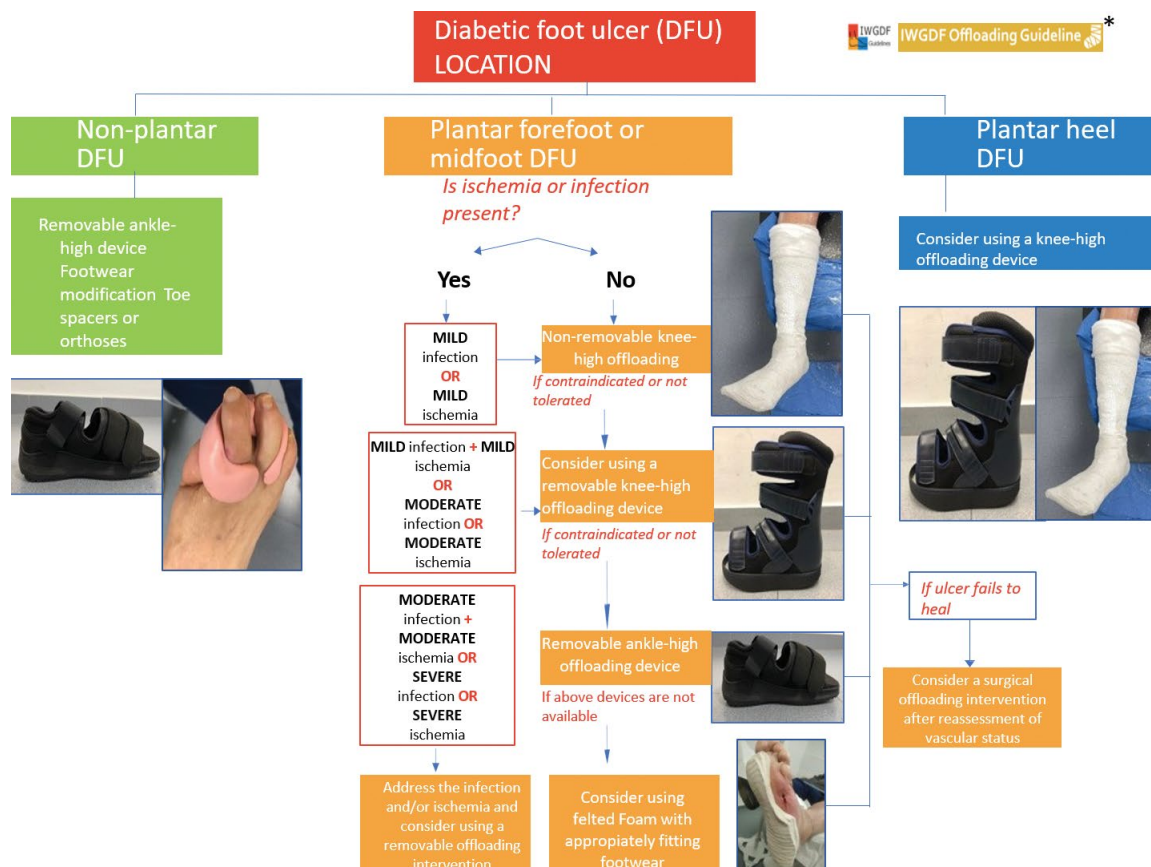 Diabetic foot ulcer (DFU)
LOCATION
IWGDF
Guidelines
IWGDF Offloading Guideline
*
Non-plantar
DFU
Removable ankle-
high device
Footwear
modification Toe
spacers or
orthoses
Plantar forefoot or
midfoot DFU
Is ischemia or infection
present?
Yes
No
MILD
infection
OR
MILD
ischemia
Non-removable knee-
high offloading
If contraindicated or not
tolerated
MILD infection + MILD
ischemia
OR
MODERATE
infection OR
MODERATE
ischemia
Consider using a
removable knee-high
offloading device
If contraindicated or not
tolerated
MODERATE
infection +
MODERATE
ischemia OR
SEVERE
infection OR
SEVERE
ischemia
Removable ankle-high
offloading device
If above devices are not
available
Address the infection
and/or ischemia and
consider using a
removable offloading
intervention
Consider using
felted Foam with
appropiately fitting
footwear
Plantar heel
DFU
Consider using a knee-high
offloading device
If ulcer fails to
heal
Consider a surgical
offloading intervention
after reassessment of
vascular status